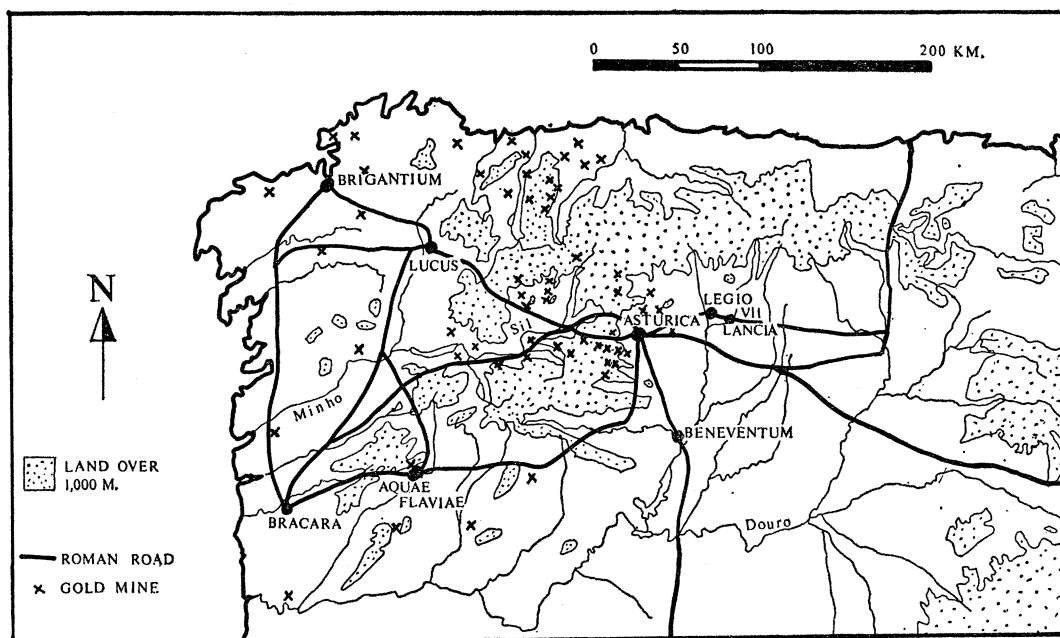 0 50 100 200 KM.
BRIGANTIUM
LUCUS
N
LEGIO
VII
ASTURICA
LANCIA
Sil
Minho
BENEVENTUM
LAND OVER
1,000 M.
AQUAE
FLAVIAE
BRACARA
Douro
ROMAN ROAD
GOLD MINE